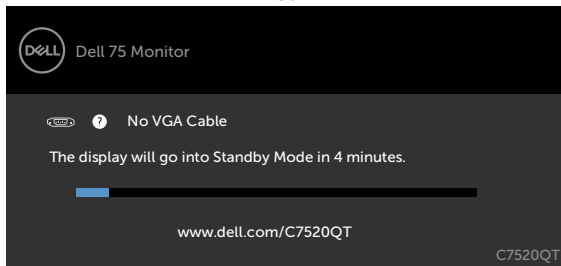 DELL Dell 75 Monitor
? No VGA Cable
The display will go into Standby Mode in 4 minutes.
www.dell.com/C7520QT
C7520QT